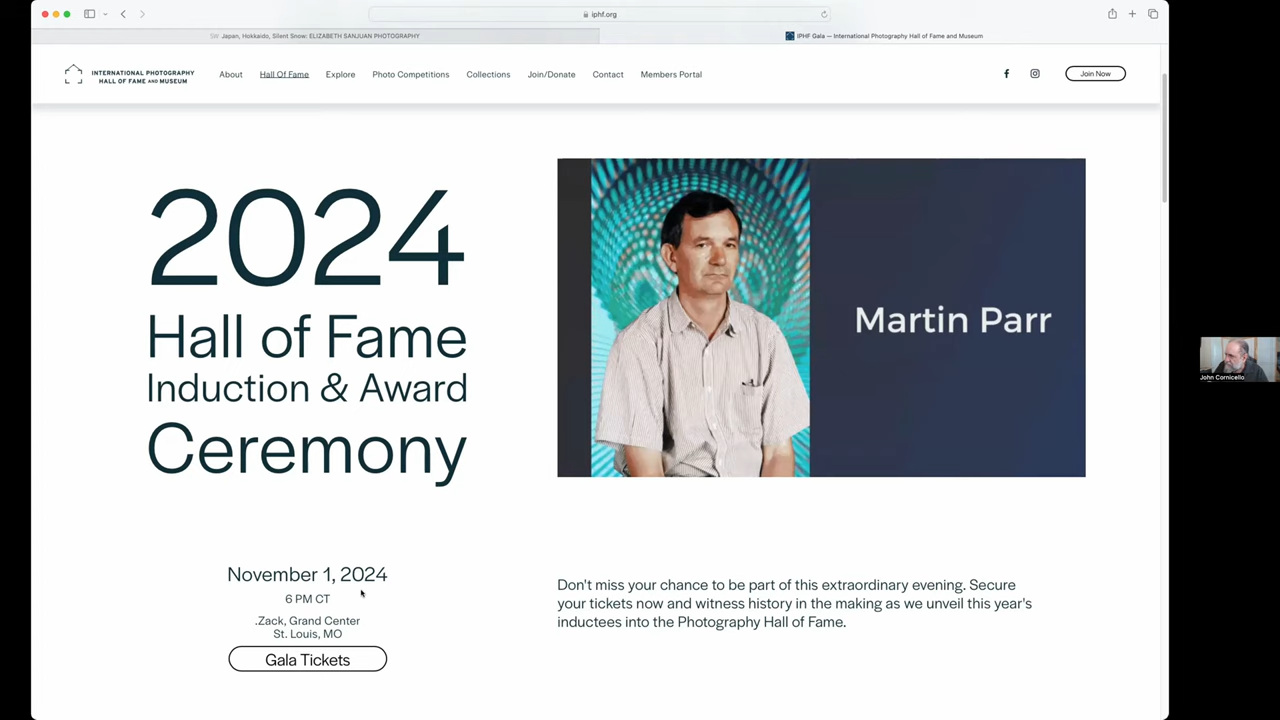 iphf.org
SW Japan, Hokkaido, Silent Snow: ELIZABETH SANJUAN PHOTOGRAPHY
IPHF Gala — International Photography Hall of Fame and Museum
INTERNATIONAL PHOTOGRAPHY
HALL OF FAME AND MUSEUM
About
Hall Of Fame
Explore
Photo Competitions
Collections
Join/Donate
Contact
Members Portal
Join Now
2024
Hall of Fame
Induction & Award
Ceremony
Martin Parr
November 1, 2024
6 PM CT
.Zack, Grand Center
St. Louis, MO
Gala Tickets
Don't miss your chance to be part of this extraordinary evening. Secure
your tickets now and witness history in the making as we unveil this year's
inductees into the Photography Hall of Fame.
John Cornicello